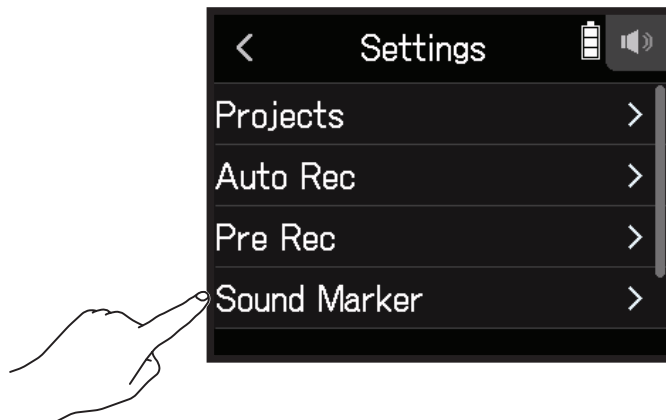 Settings
Projects
Auto Rec
Pre Rec
Sound Marker